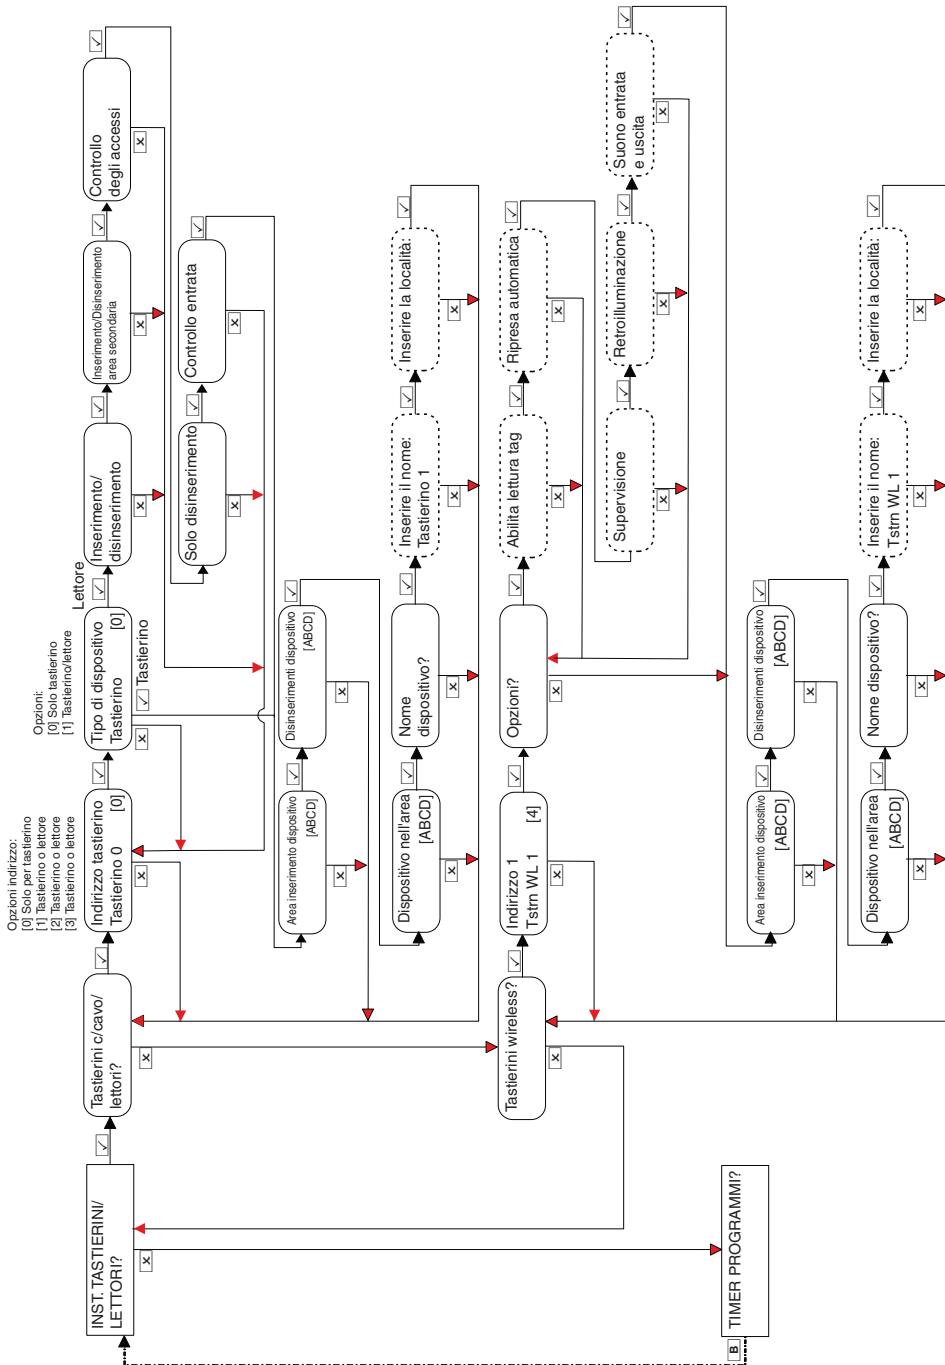 Opzioni indirizzo:
[0] Solo per tastierino
[1] Tastierino o lettore
[2] Tastierino o lettore
[3] Tastierino o lettore
Opzioni:
[0] Solo tastierino
[1] Tastierino/lettore
INST. TASTIERINI/
LETTORI?
Tastierini c/cavo/
lettori?
Indirizzo tastierino
Tastierino 0 [0]
Tipo di dispositivo
Tastierino [0]
Lettore
Tastierino
Inserimento/
disinserimento
Inserimento/Disinserimento
area secondaria
Controllo
degli accessi
Solo disinserimento
Controllo entrata
Area inserimento dispositivo
[ABCD]
Disinserimenti dispositivo
[ABCD]
Dispositivo nell'area
[ABCD]
Nome
dispositivo?
Inserire il nome:
Tastierino 1
Inserire la località:
Tastierini wireless?
Indirizzo 1
Tstrn WL 1 [4]
Opzioni?
Abilita lettura tag
Ripresa automatica
Supervisione
Retroilluminazione
Suono entrata
e uscita
Area inserimento dispositivo
[ABCD]
Disinserimenti dispositivo
[ABCD]
Dispositivo nell'area
[ABCD]
Nome dispositivo?
Inserire il nome:
Tstrn WL 1
Inserire la località:
TIMER PROGRAMMI?
B